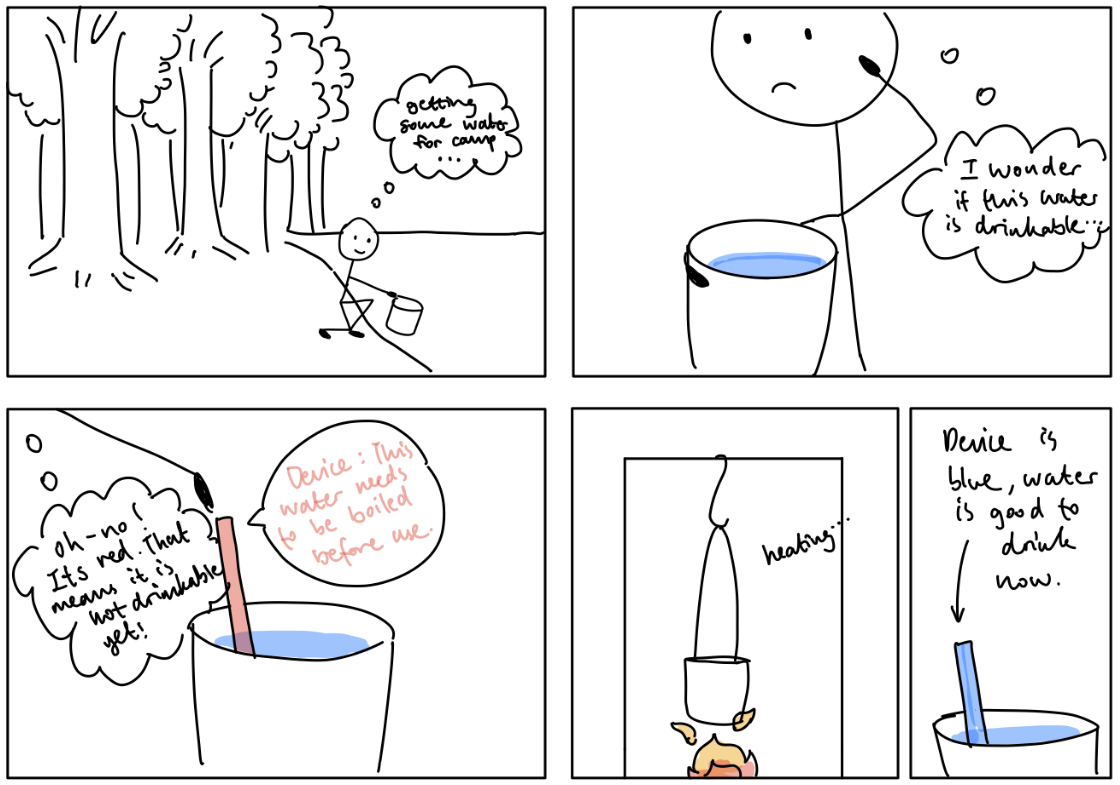 getting
some water
for camp
...
I wonder
if this water
is drinkable...
oh-no!
Its red. That
means it is
not drinkable
yet!
Device: This
water needs
to be boiled
before use.
heating...
Device is
blue, water
is good to
drink
now.